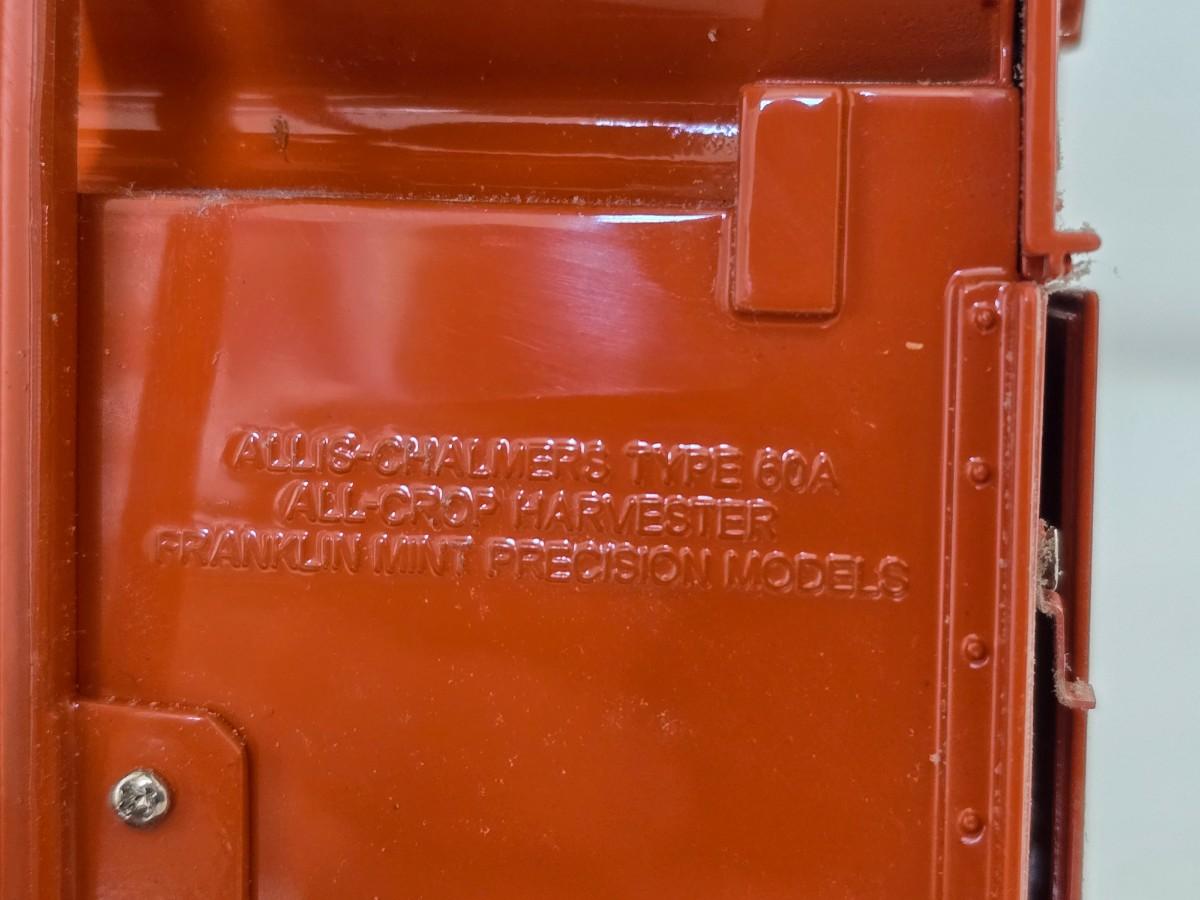 ALLIS-CHALMERS TYPE 60A
ALL-CROP HARVESTER
FRANKLIN MINT PRECISION MODELS